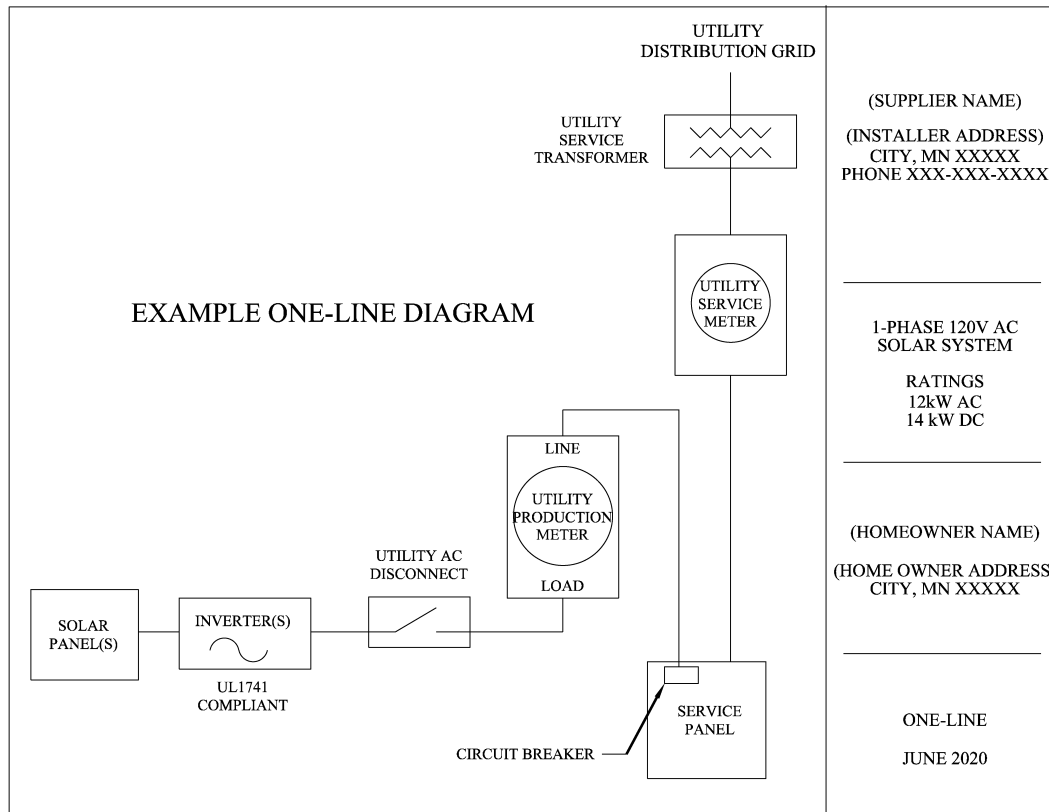 UTILITY
DISTRIBUTION GRID
UTILITY
SERVICE
TRANSFORMER
UTILITY
SERVICE
METER
EXAMPLE ONE-LINE DIAGRAM
LINE
UTILITY
PRODUCTION
METER
LOAD
UTILITY AC
DISCONNECT
SOLAR
PANEL(S)
INVERTER(S)
UL1741
COMPLIANT
SERVICE
PANEL
CIRCUIT BREAKER
(SUPPLIER NAME)
(INSTALLER ADDRESS)
CITY, MN XXXXX
PHONE XXX-XXX-XXXX
1-PHASE 120V AC
SOLAR SYSTEM
RATINGS
12kW AC
14 kW DC
(HOMEOWNER NAME)
(HOME OWNER ADDRESS)
CITY, MN XXXXX
ONE-LINE
JUNE 2020